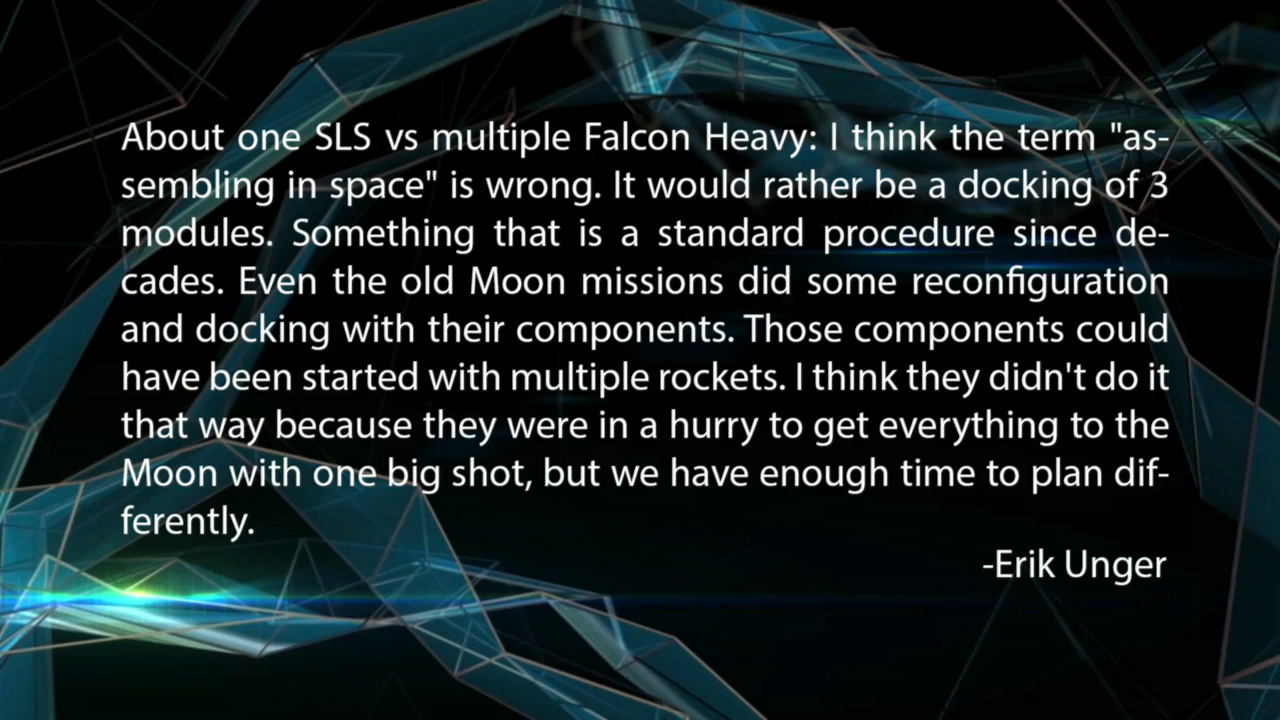 About one SLS vs multiple Falcon Heavy: I think the term "as-
sembling in space" is wrong. It would rather be a docking of 3
modules. Something that is a standard procedure since de-
cades. Even the old Moon missions did some reconfiguration
and docking with their components. Those components could
have been started with multiple rockets. I think they didn't do it
that way because they were in a hurry to get everything to the
Moon with one big shot, but we have enough time to plan dif-
ferently.
-Erik Unger